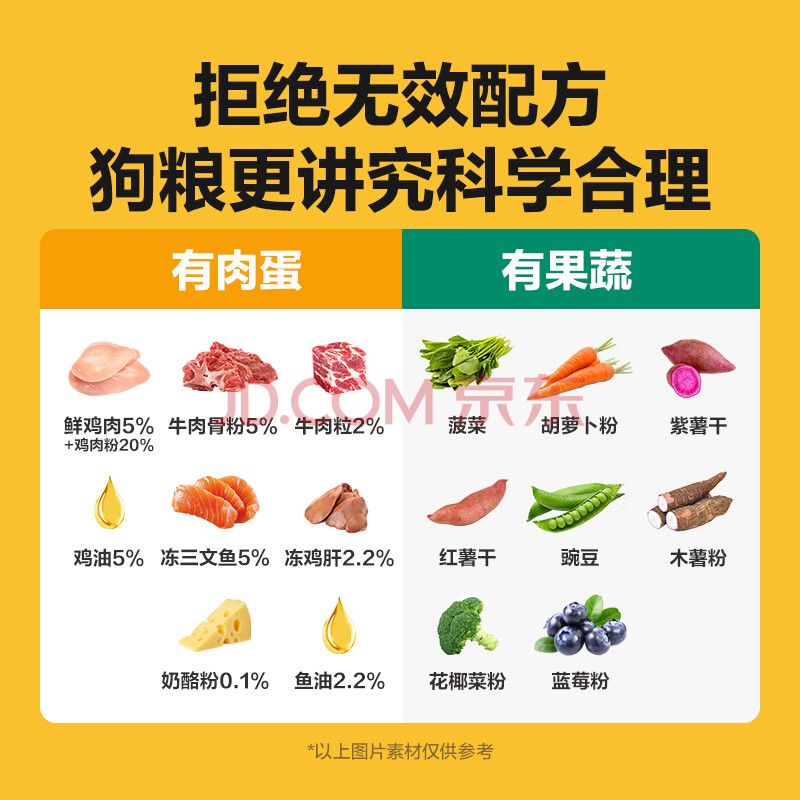 拒绝无效配方
狗粮更讲究科学合理
有肉蛋
有果蔬
鲜鸡肉5%
+鸡肉粉20%
牛肉骨粉5%
牛肉粒2%
菠菜
胡萝卜粉
紫薯干
JD.COM 京东
鸡油5%
冻三文鱼5%
冻鸡肝2.2%
红薯干
豌豆
木薯粉
奶酪粉0.1%
鱼油2.2%
花椰菜粉
蓝莓粉
*以上图片素材仅供参考